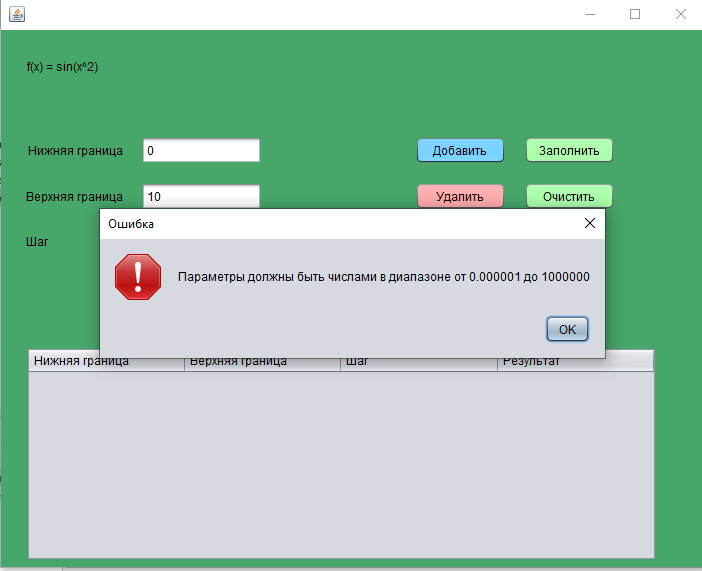 f(x) = sin(x^2)
Нижняя граница 0 Добавить Заполнить
Верхняя граница 10 Удалить Очистить
Ошибка
Шаг
Параметры должны быть числами в диапазоне от 0.000001 до 1000000
OK
Нижняя граница Верхняя граница Шаг Результат